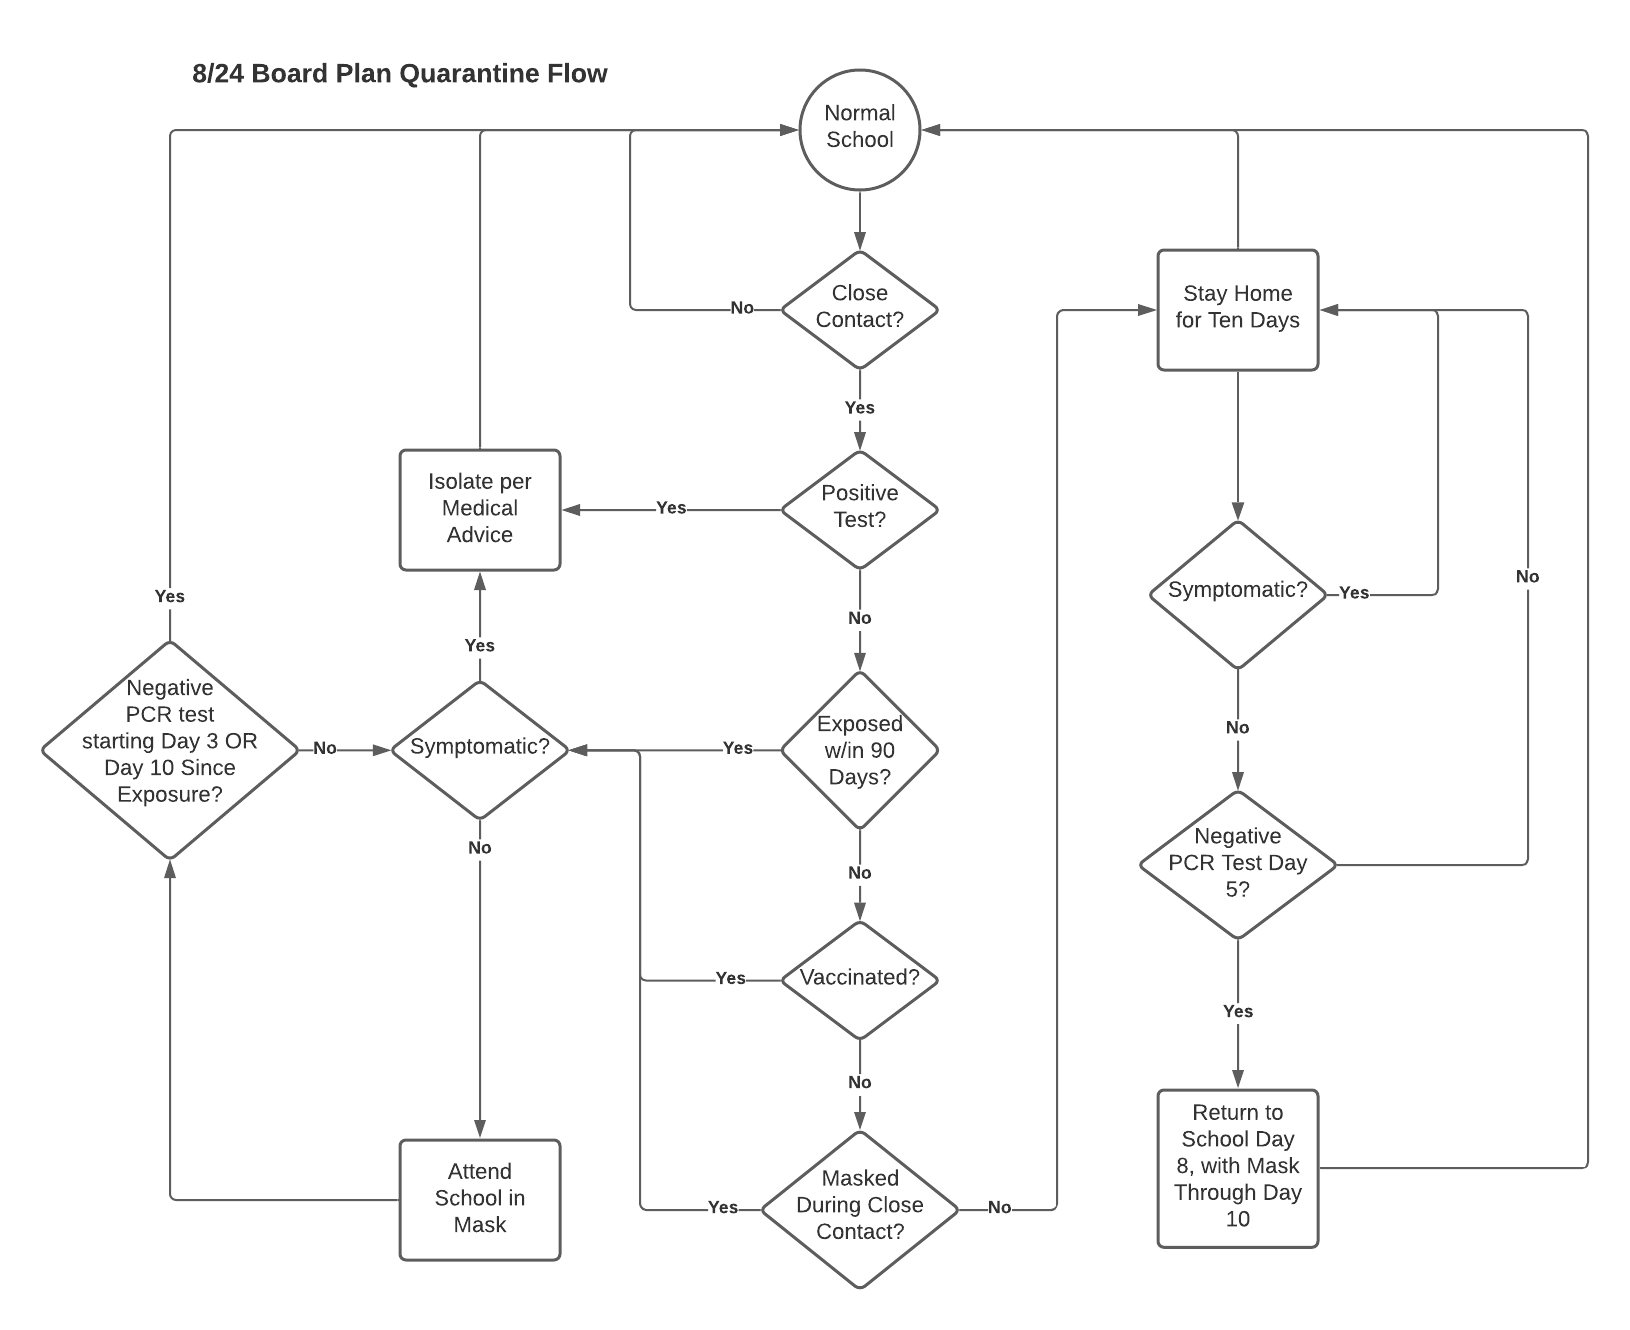 8/24 Board Plan Quarantine Flow
Normal
School
Close
Contact?
No
Yes
Stay Home
for Ten Days
Isolate per
Medical
Advice
Yes
Positive
Test?
No
Symptomatic?
Yes
No
Yes
Yes
Negative
PCR test
starting Day 3 OR
Day 10 Since
Exposure?
No
Symptomatic?
Yes
Exposed
w/in 90
Days?
No
No
No
Negative
PCR Test Day
5?
Yes
Vaccinated?
Yes
No
Attend
School in
Mask
Yes
Masked
During Close
Contact?
No
Return to
School Day
8, with Mask
Through Day
10